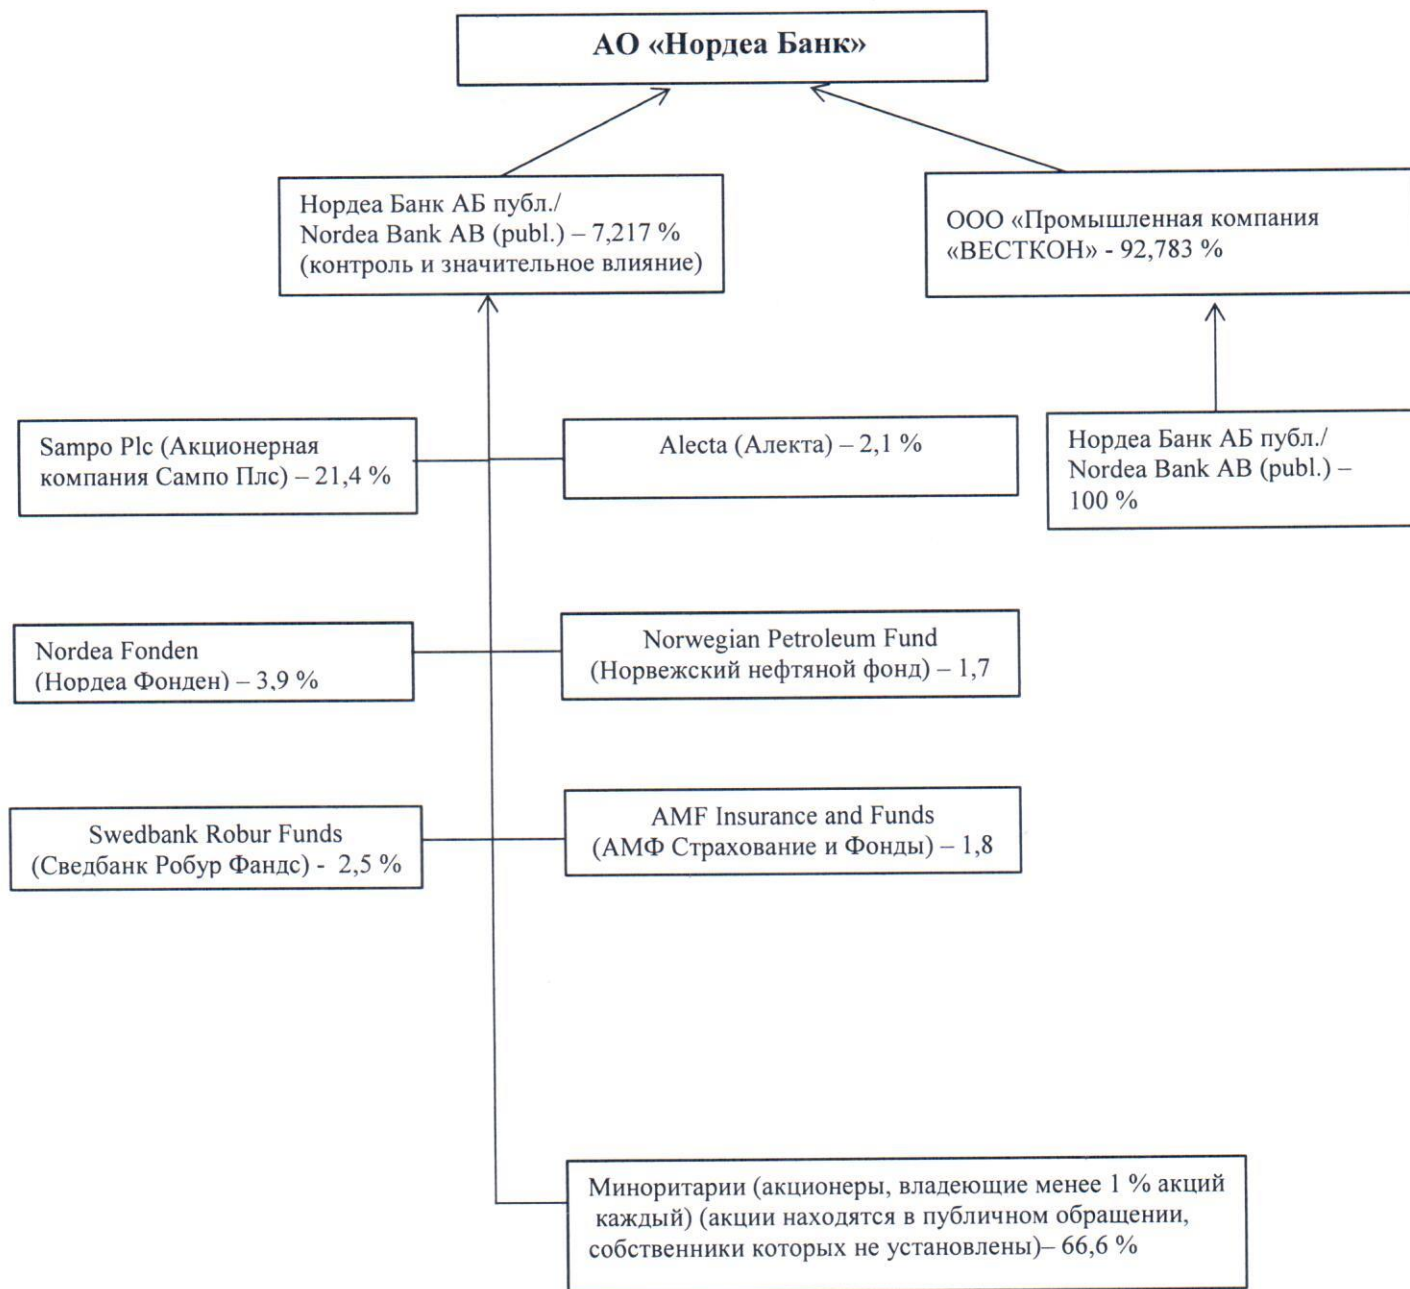 АО «Нордеа Банк»
Нордеа Банк АБ публ./
Nordea Bank AB (publ.) – 7,217 %
(контроль и значительное влияние)
ООО «Промышленная компания
«ВЕСТКОН» - 92,783 %
Sampo Plc (Акционерная
компания Сампо Плс) – 21,4 %
Alecta (Алекта) – 2,1 %
Нордеа Банк АБ публ./
Nordea Bank AB (publ.) –
100 %
Nordea Fonden
(Нордеа Фонден) – 3,9 %
Norwegian Petroleum Fund
(Норвежский нефтяной фонд) – 1,7
Swedbank Robur Funds
(Сведбанк Робур Фандс) - 2,5 %
AMF Insurance and Funds
(АМФ Страхование и Фонды) – 1,8
Миноритарии (акционеры, владеющие менее 1 % акций
каждый) (акции находятся в публичном обращении,
собственники которых не установлены)– 66,6 %